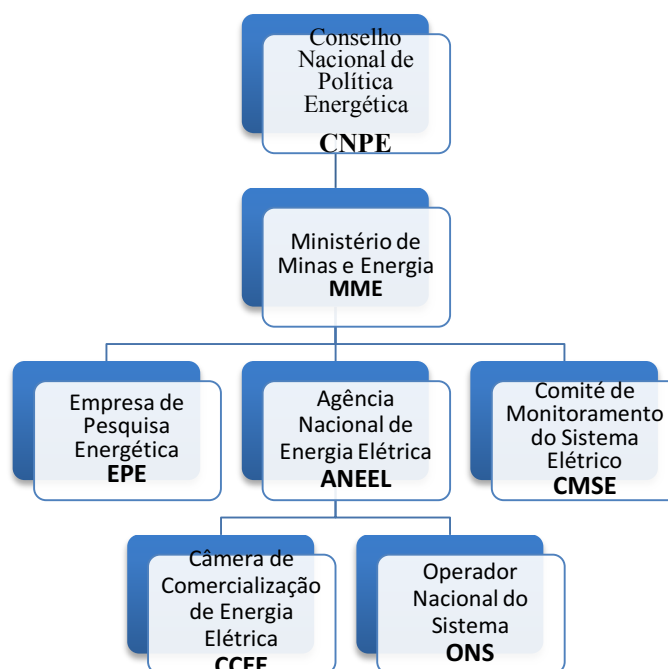 Conselho
Nacional de
Política
Energética
CNPE
Ministério de
Minas e Energia
MME
Empresa de
Pesquisa
Energética
EPE
Agência
Nacional de
Energia Elétrica
ANEEL
Comité de
Monitoramento
do Sistema
Elétrico
CMSE
Câmera de
Comercialização
de Energia
Elétrica
CCEE
Operador
Nacional do
Sistema
ONS